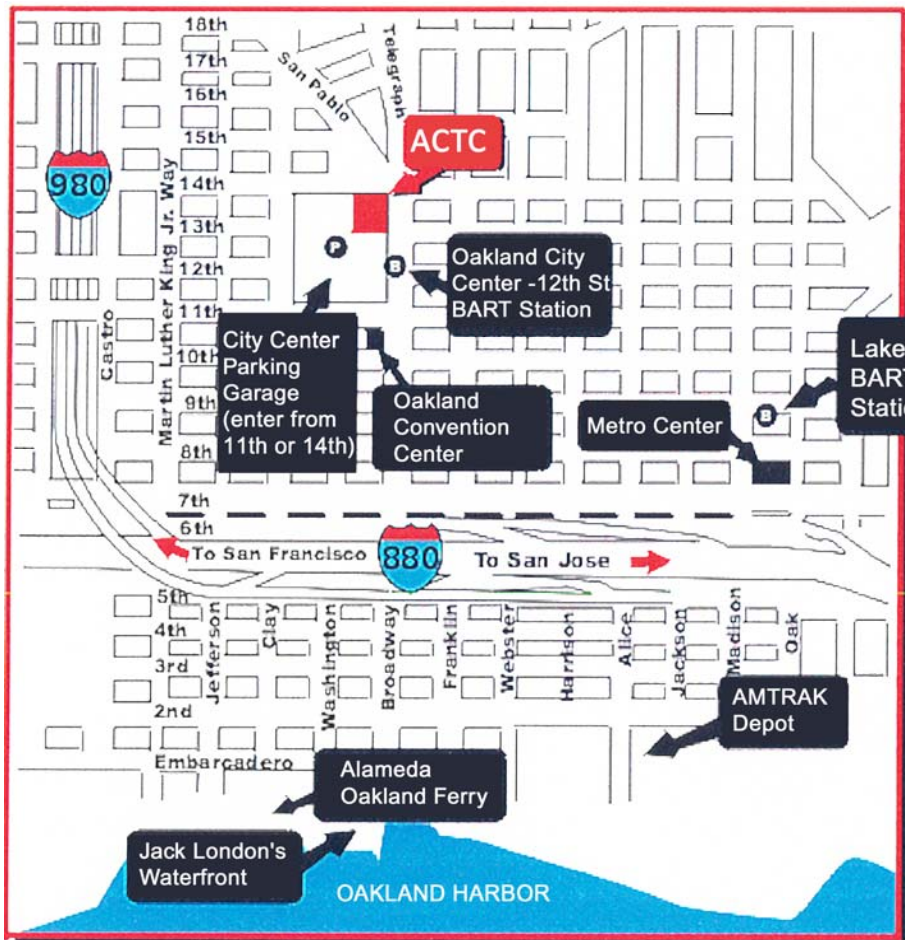 18th
17th
16th
15th
14th
13th
12th
11th
10th
9th
8th
7th
6th
5th
4th
3rd
2nd
Embarcadero
San Pablo
Telegraph
ACTC
980
Martin Luther King Jr. Way
Castro
P
B
Oakland City
Center -12th St
BART Station
City Center
Parking
Garage
(enter from
11th or 14th)
Oakland
Convention
Center
Metro Center
B
Lake
BART
To San Francisco
880
To San Jose
Jefferson
Clay
Washington
Broadway
Franklin
Webster
Harrison
Alice
Jackson
Madison
Oak
AMTRAK
Depot
Alameda
Oakland Ferry
Jack London's
Waterfront
OAKLAND HARBOR